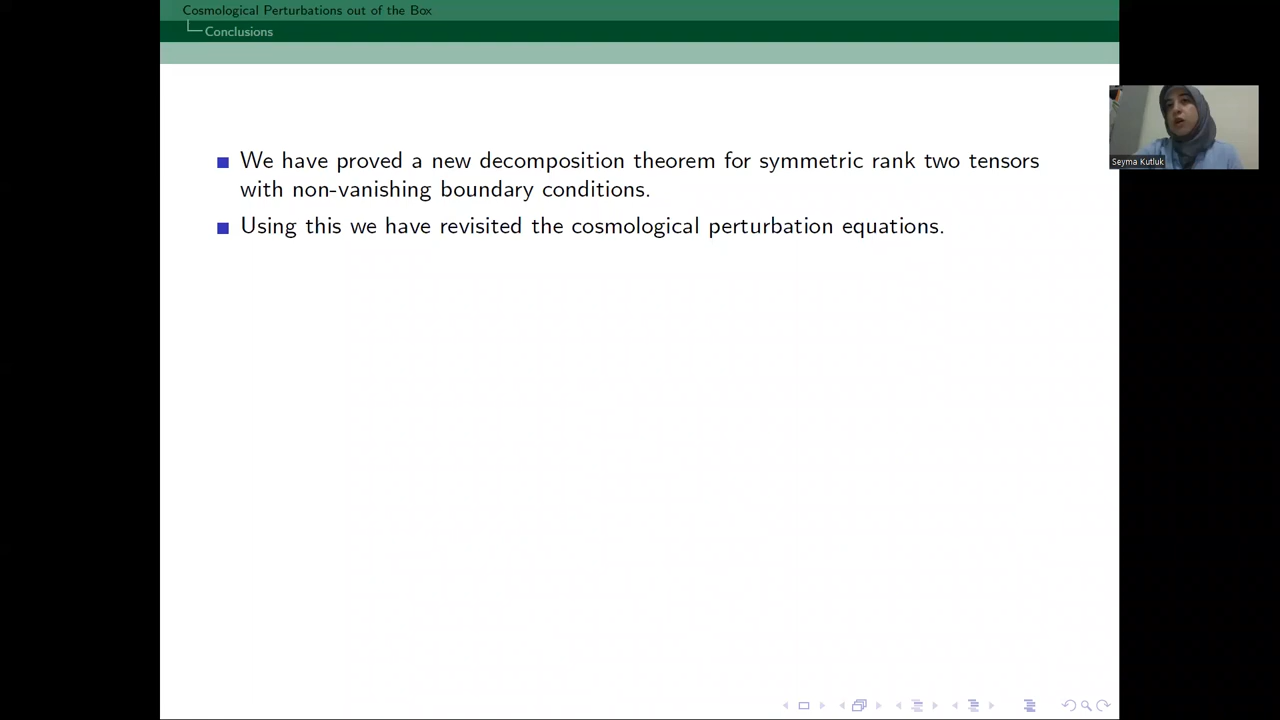 Cosmological Perturbations out of the Box
Conclusions
We have proved a new decomposition theorem for symmetric rank two tensors
with non-vanishing boundary conditions.
Using this we have revisited the cosmological perturbation equations.
Seyma Kutluk